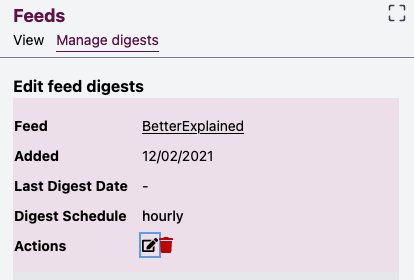 Feeds
View Manage digests
Edit feed digests
Feed BetterExplained
Added 12/02/2021
Last Digest Date -
Digest Schedule hourly
Actions